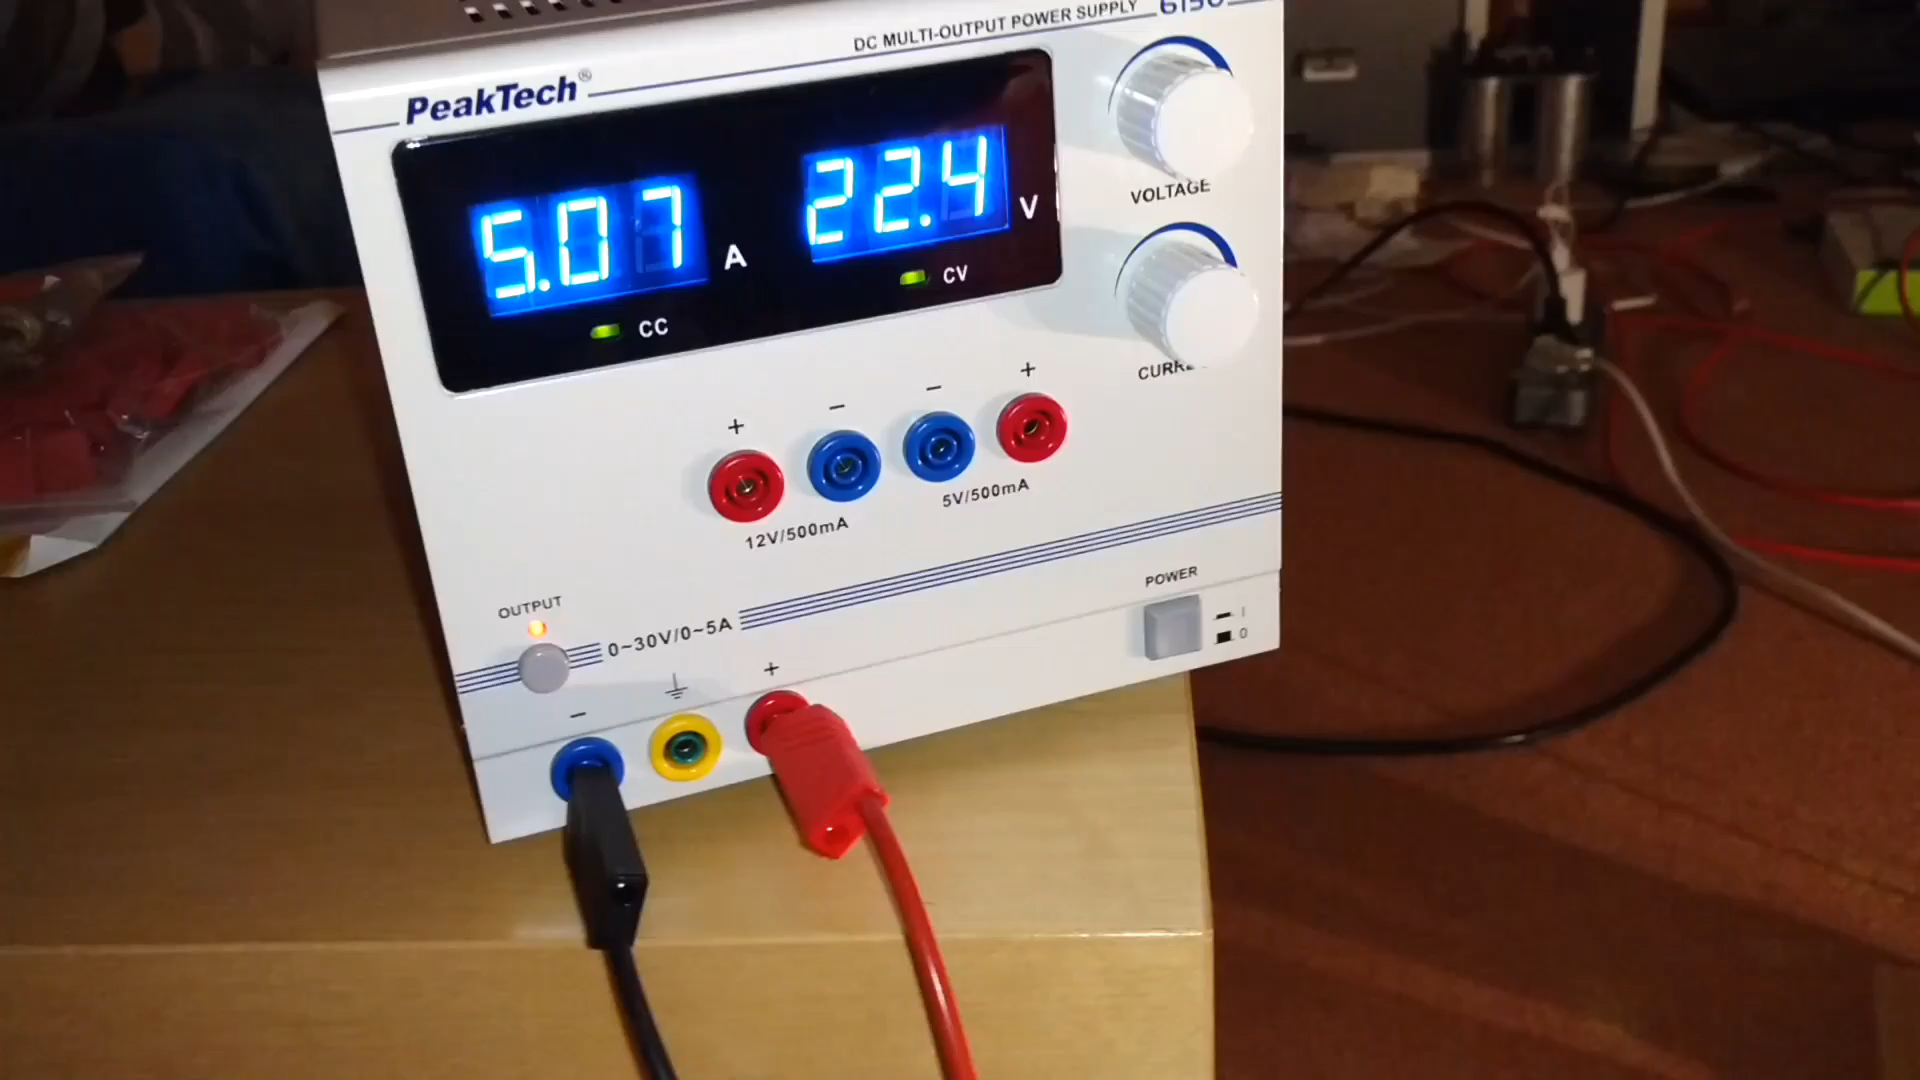 DC MULTI-OUTPUT POWER SUPPLY
PeakTech®
5.07 A
22.4 V
CC
CV
VOLTAGE
+ - - +
12V/500mA
5V/500mA
OUTPUT
0~30V/0~5A
POWER
I
0
- +